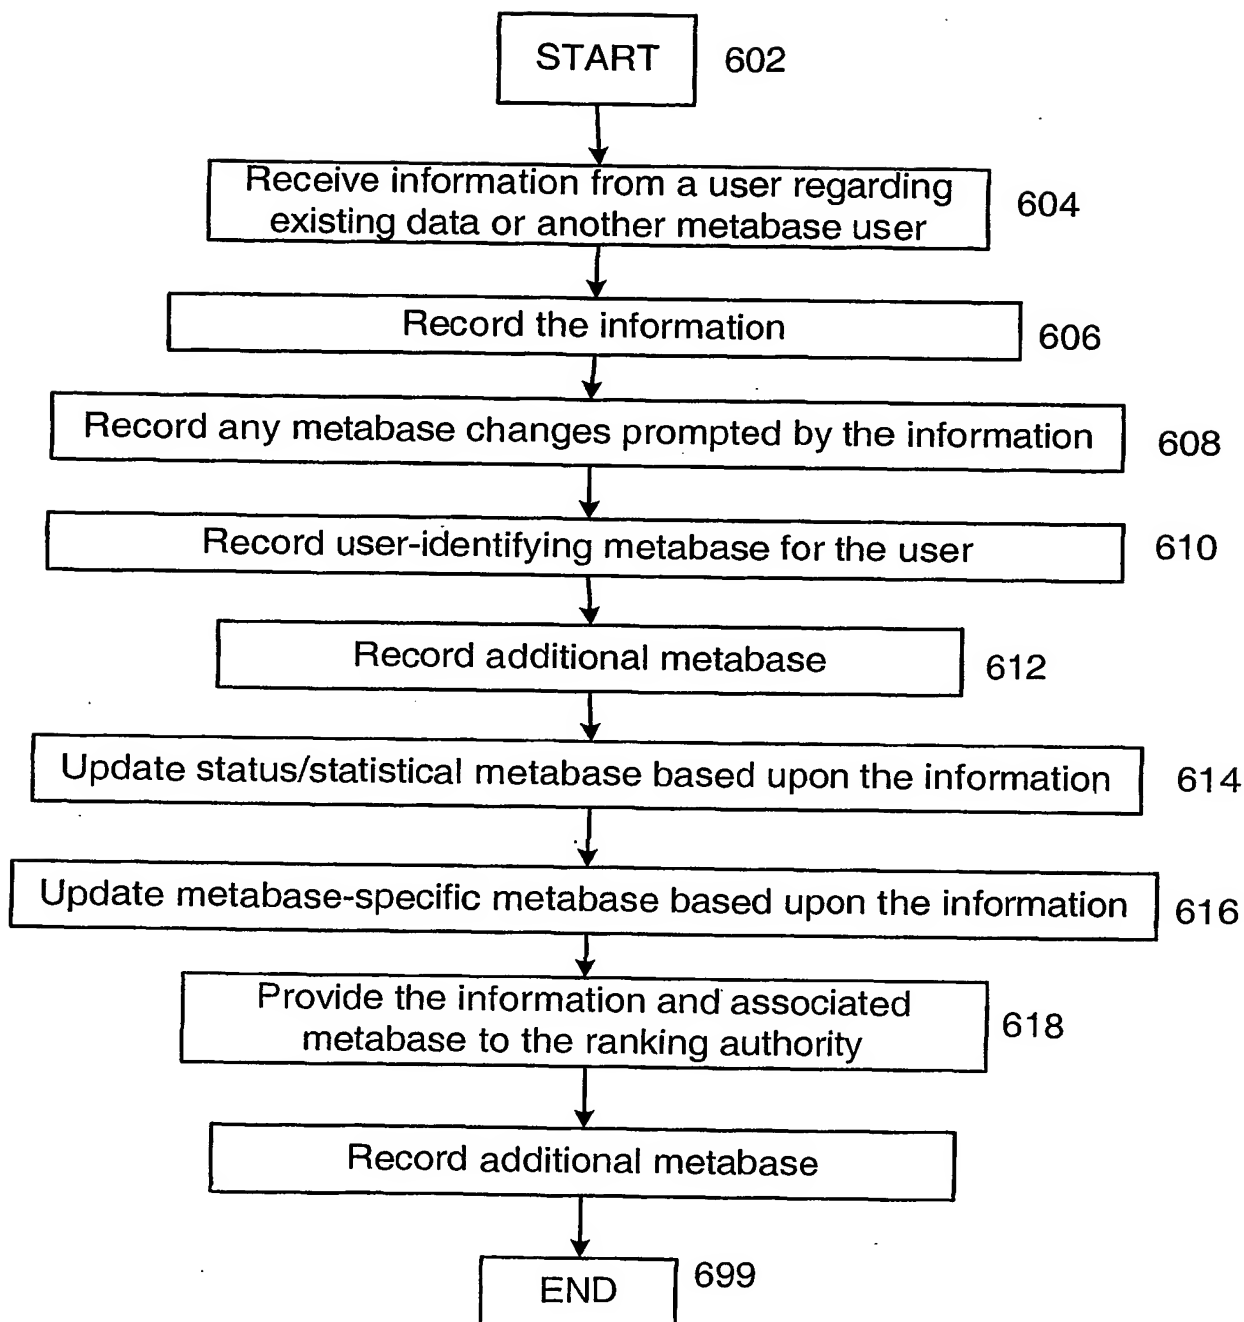 START 602
Receive information from a user regarding
existing data or another metabase user 604
Record the information 606
Record any metabase changes prompted by the information 608
Record user-identifying metabase for the user 610
Record additional metabase 612
Update status/statistical metabase based upon the information 614
Update metabase-specific metabase based upon the information 616
Provide the information and associated
metabase to the ranking authority 618
Record additional metabase
END 699